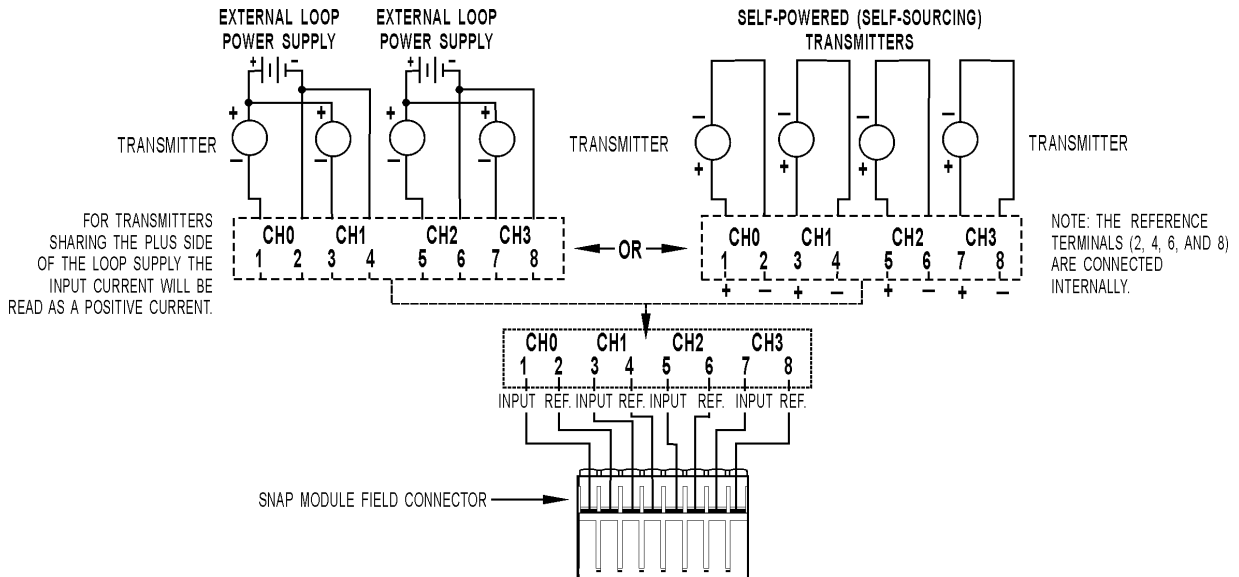 EXTERNAL LOOP
POWER SUPPLY
EXTERNAL LOOP
POWER SUPPLY
+ -
+ -
+ + + +
TRANSMITTER
- - - -
FOR TRANSMITTERS
SHARING THE PLUS SIDE
OF THE LOOP SUPPLY THE
INPUT CURRENT WILL BE
READ AS A POSITIVE CURRENT.
CH0 CH1 CH2 CH3
1 2 3 4 5 6 7 8
OR
SELF-POWERED (SELF-SOURCING)
TRANSMITTERS
- - - -
TRANSMITTER
TRANSMITTER
+ + + +
CH0 CH1 CH2 CH3
1 2 3 4 5 6 7 8
+ - + - + - + -
NOTE: THE REFERENCE
TERMINALS (2, 4, 6, AND 8)
ARE CONNECTED
INTERNALLY.
CH0 CH1 CH2 CH3
1 2 3 4 5 6 7 8
INPUT REF. INPUT REF. INPUT REF. INPUT REF.
SNAP MODULE FIELD CONNECTOR